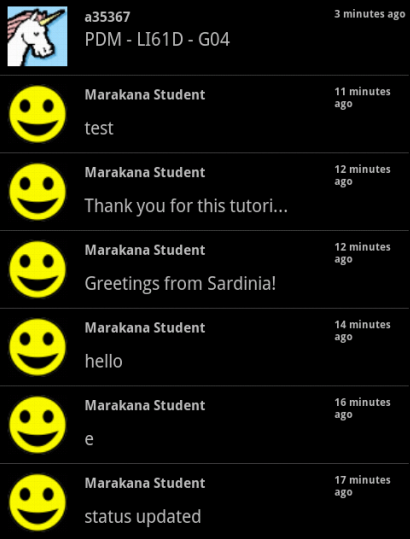 a35367
3 minutes ago
PDM - LI61D - G04
Marakana Student
11 minutes
ago
test
Marakana Student
12 minutes
ago
Thank you for this tutori...
Marakana Student
12 minutes
ago
Greetings from Sardinia!
Marakana Student
14 minutes
ago
hello
Marakana Student
16 minutes
ago
e
Marakana Student
17 minutes
ago
status updated